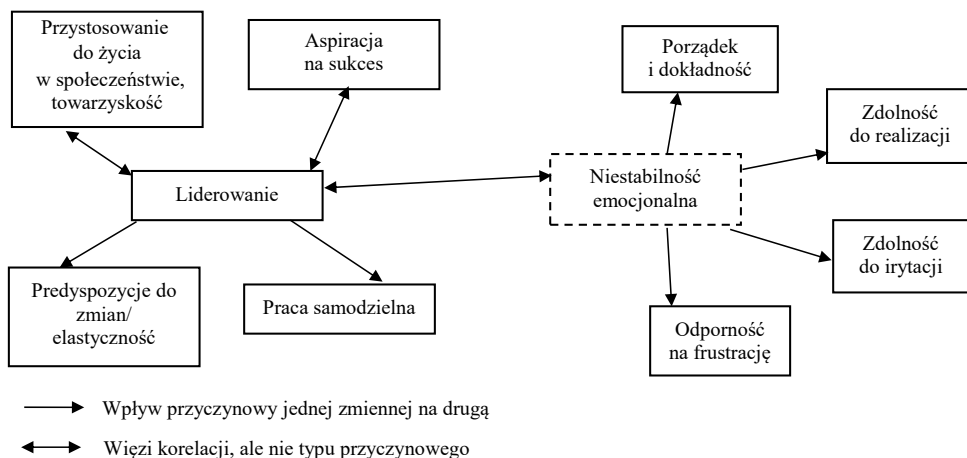 Przystosowanie
do życia
w społeczeństwie,
towarzyskość
Aspiracja
na sukces
Porządek
i dokładność
Zdolność
do realizacji
Liderowanie
Niestabilność
emocjonalna
Zdolność
do irytacji
Predyspozycje do
zmian/
elastyczność
Praca samodzielna
Odporność
na frustrację
Wpływ przyczynowy jednej zmiennej na drugą
Więzi korelacji, ale nie typu przyczynowego